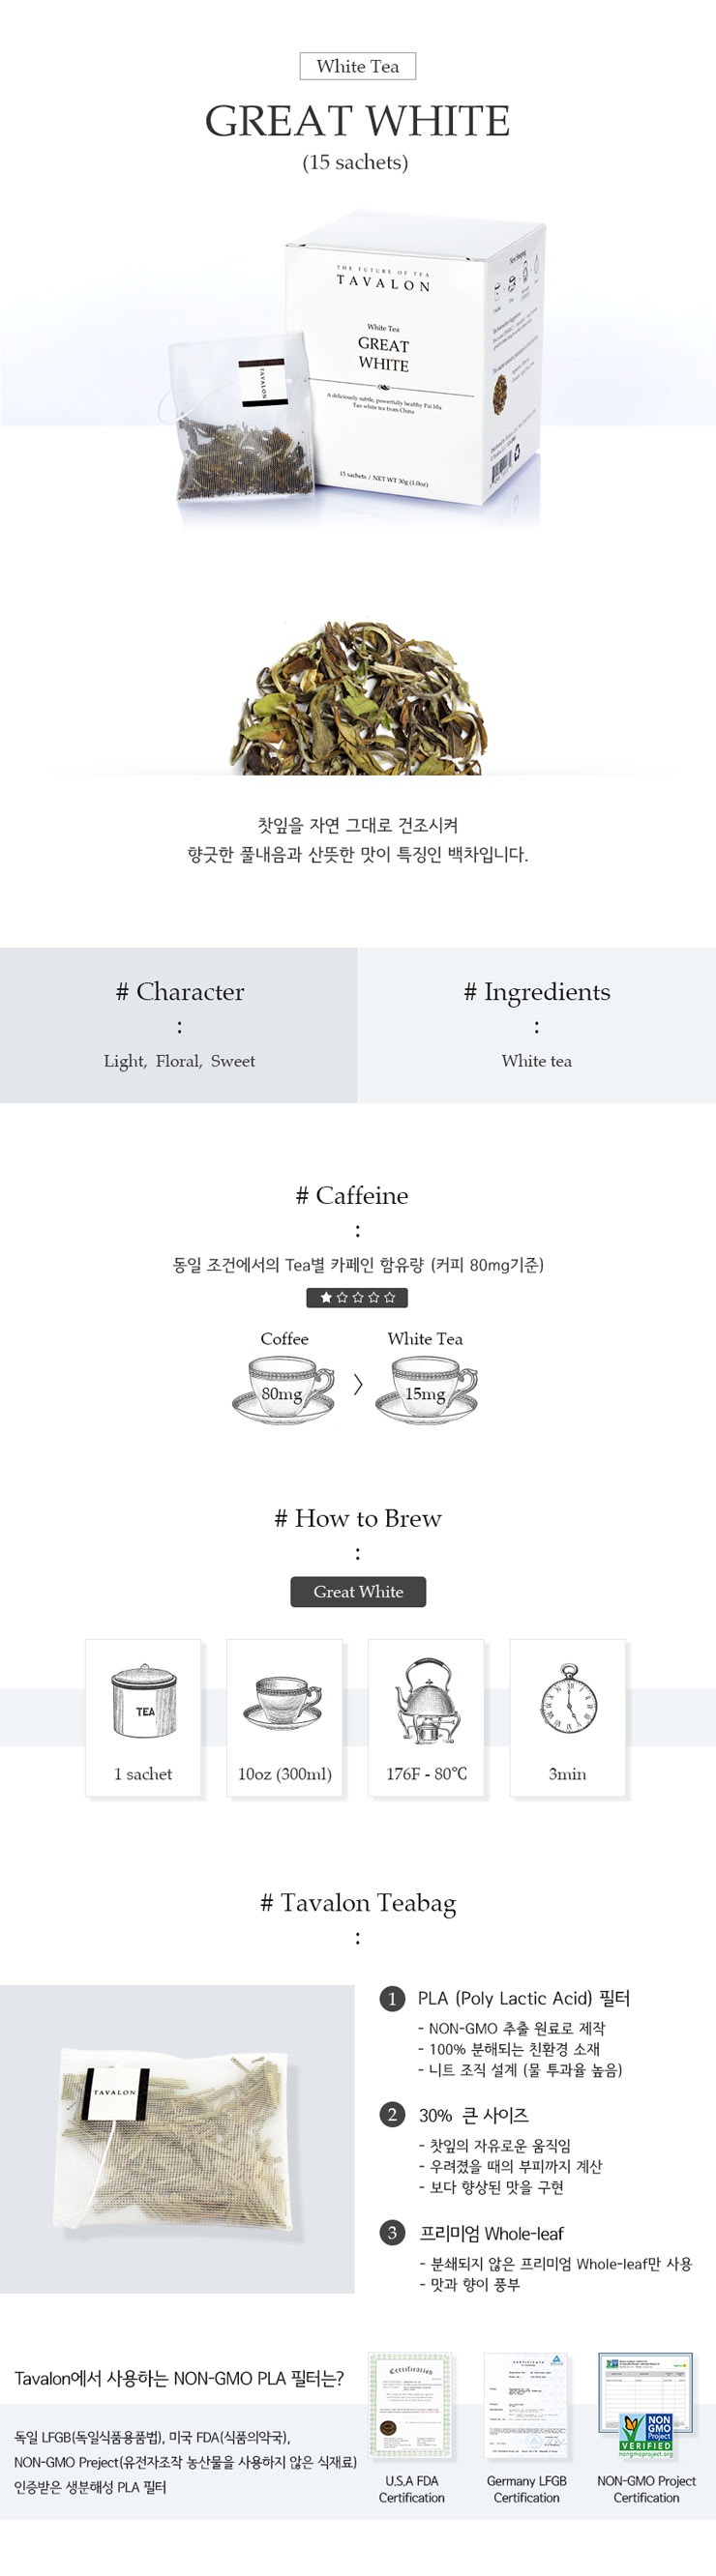 White Tea
GREAT WHITE
(15 sachets)
THE FUTURE OF TEA
TAVALON
White Tea
GREAT
WHITE
A deliciously subtle, powerfully healthy Pai Mu
Tan white tea from China
15 sachets / NET WT 30g (1.0oz)
TAVALON
찻잎을 자연 그대로 건조시켜
향긋한 풀내음과 산뜻한 맛이 특징인 백차입니다.
# Character
:
Light, Floral, Sweet
# Ingredients
:
White tea
# Caffeine
:
동일 조건에서의 Tea별 카페인 함유량 (커피 80mg기준)
★☆☆☆☆
Coffee
80mg
>
White Tea
15mg
# How to Brew
:
Great White
TEA
1 sachet
10oz (300ml)
176F - 80℃
3min
# Tavalon Teabag
:
TAVALON
1 PLA (Poly Lactic Acid) 필터
- NON-GMO 추출 원료로 제작
- 100% 분해되는 친환경 소재
- 니트 조직 설계 (물 투과율 높음)
2 30% 큰 사이즈
- 찻잎의 자유로운 움직임
- 우려졌을 때의 부피까지 계산
- 보다 향상된 맛을 구현
3 프리미엄 Whole-leaf
- 분쇄되지 않은 프리미엄 Whole-leaf만 사용
- 맛과 향이 풍부
Tavalon에서 사용하는 NON-GMO PLA 필터는?
독일 LFGB(독일식품용품법), 미국 FDA(식품의약국),
NON-GMO Preject(유전자조작 농산물을 사용하지 않은 식재료)
인증받은 생분해성 PLA 필터
Certification
U.S.A FDA
Certification
CERTIFICATE
Germany LFGB
Certification
NON
GMO
Project
VERIFIED
nongmoproject.org
NON-GMO Project
Certification